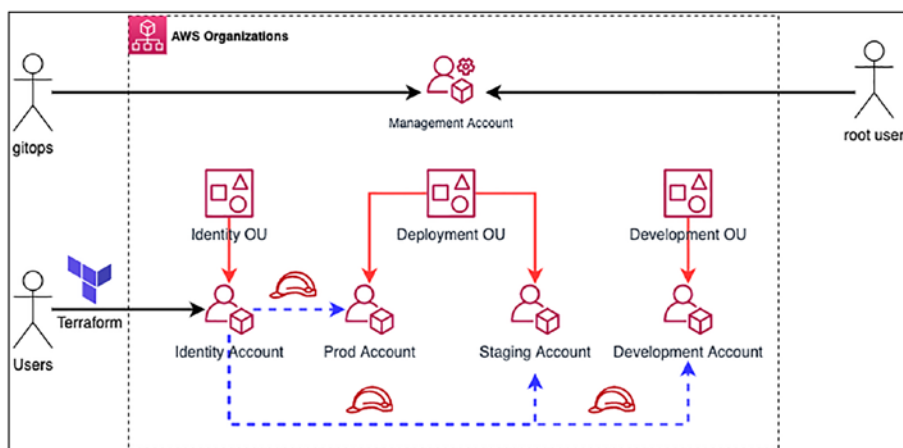 AWS Organizations
Management Account
gitops
root user
Identity OU
Deployment OU
Development OU
Terraform
Users
Identity Account
Prod Account
Staging Account
Development Account